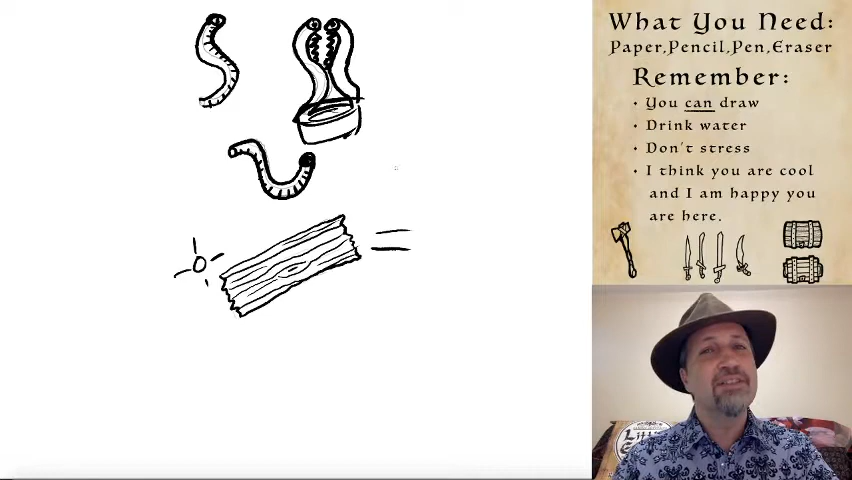 What You Need:
Paper,Pencil,Pen,Eraser
Remember:
• You can draw
• Drink water
• Don't stress
• I think you are cool
and I am happy you
are here.